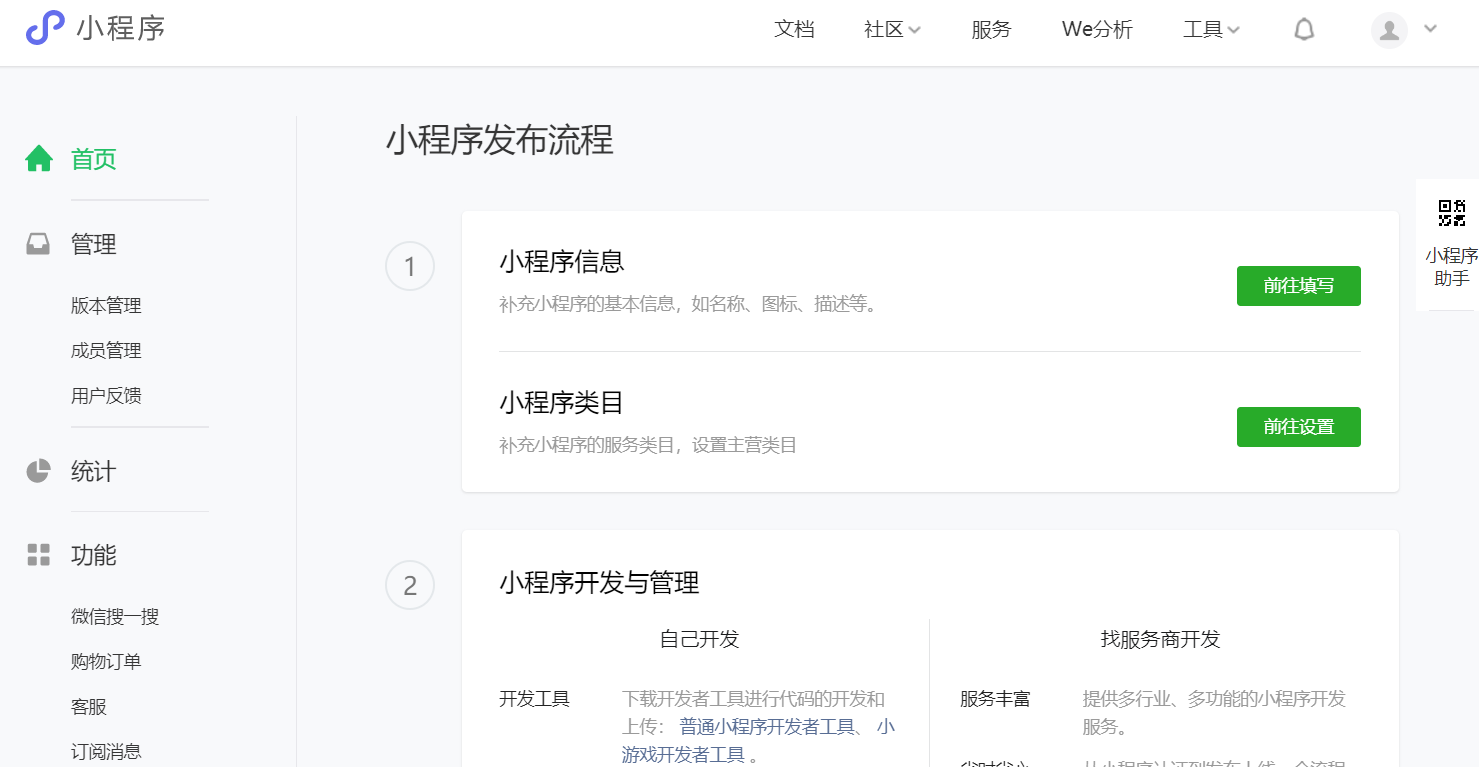 小程序
文档
社区
服务
We分析
工具
首页
管理
版本管理
成员管理
用户反馈
统计
功能
微信搜一搜
购物订单
客服
订阅消息
小程序发布流程
1
小程序信息
补充小程序的基本信息，如名称、图标、描述等。
前往填写
小程序类目
补充小程序的服务类目，设置主营类目
前往设置
2
小程序开发与管理
自己开发
开发工具
下载开发者工具进行代码的开发和
上传： 普通小程序开发者工具、 小
游戏开发者工具 。
找服务商开发
服务丰富
提供多行业、多功能的小程序开发
服务。
小程序
助手